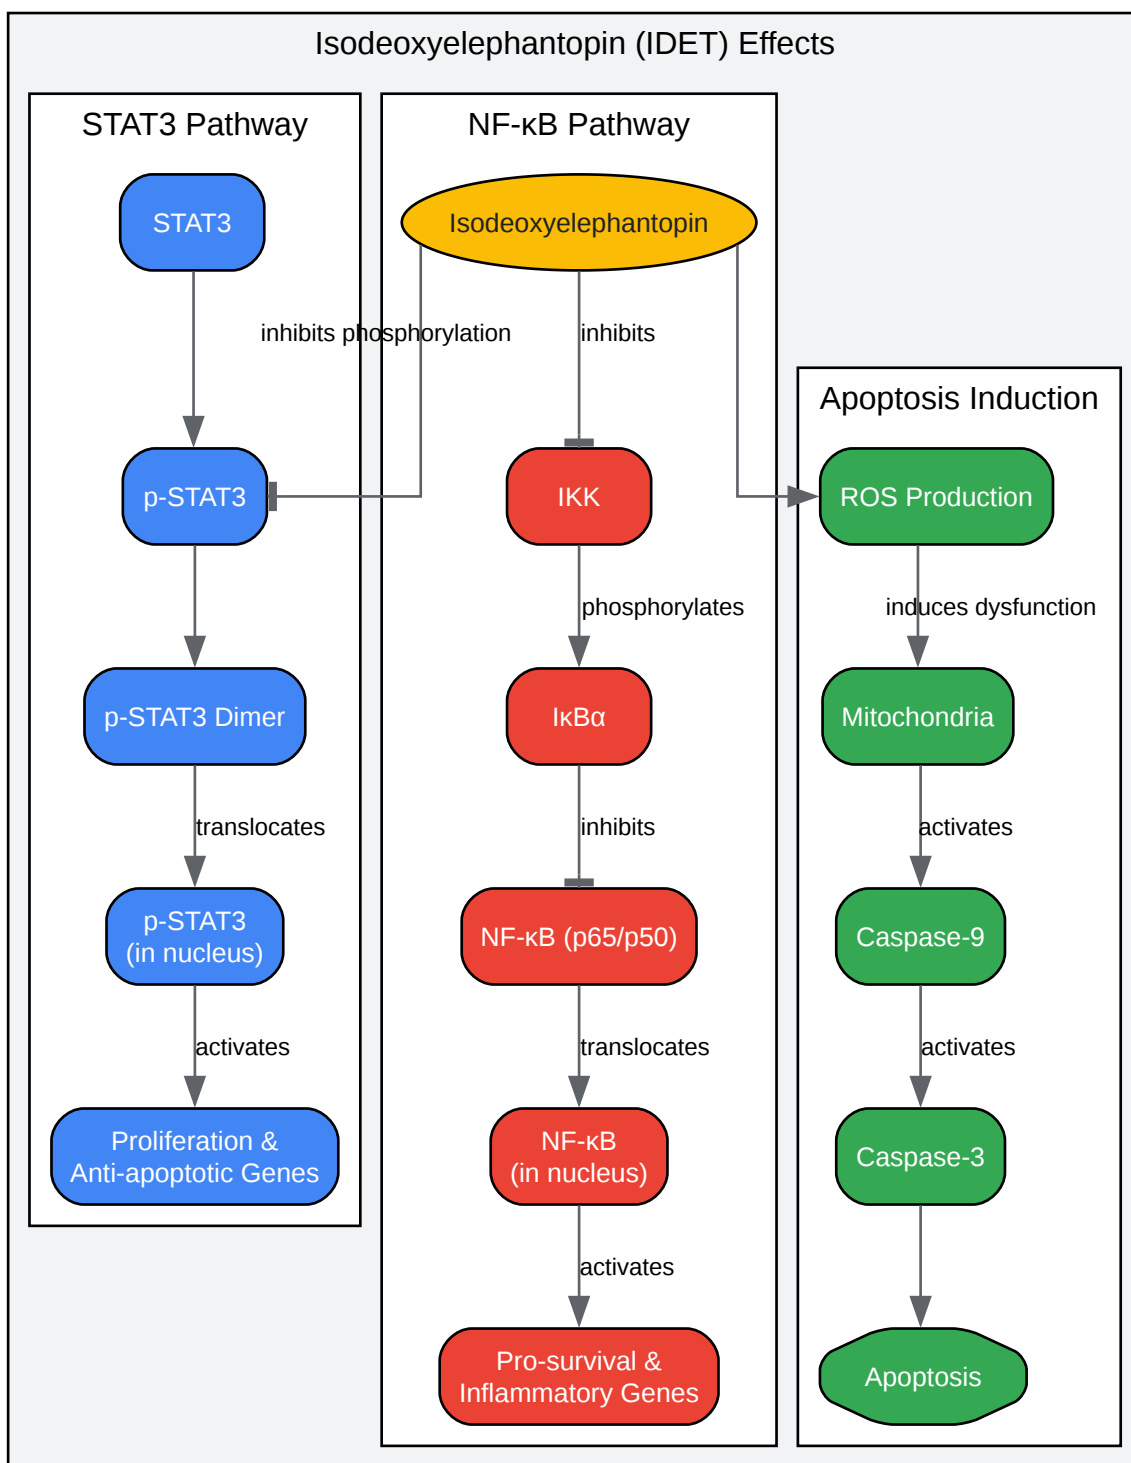 Isodeoxyelephantopin (IDET) Effects
STAT3 Pathway
STAT3
inhibits phosphorylation
p-STAT3
p-STAT3 Dimer
translocates
p-STAT3
(in nucleus)
activates
Proliferation &
Anti-apoptotic Genes
NF-κB Pathway
Isodeoxyelephantopin
inhibits
IKK
phosphorylates
IκBα
inhibits
NF-κB (p65/p50)
translocates
NF-κB
(in nucleus)
activates
Pro-survival &
Inflammatory Genes
Apoptosis Induction
ROS Production
induces dysfunction
Mitochondria
activates
Caspase-9
activates
Caspase-3
Apoptosis